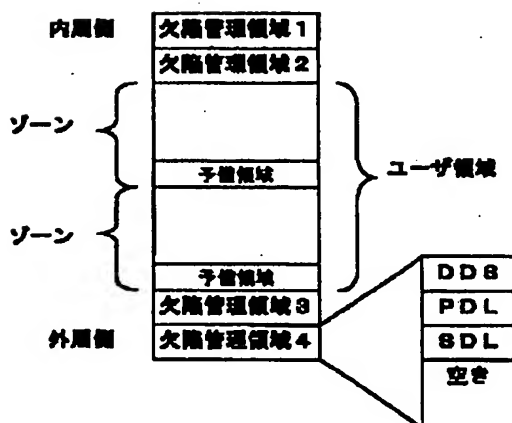 内周側
欠陥管理領域1
欠陥管理領域2
ゾーン
予備領域
ユーザ領域
ゾーン
予備領域
欠陥管理領域3
外周側
欠陥管理領域4
DDS
PDL
SDL
空き